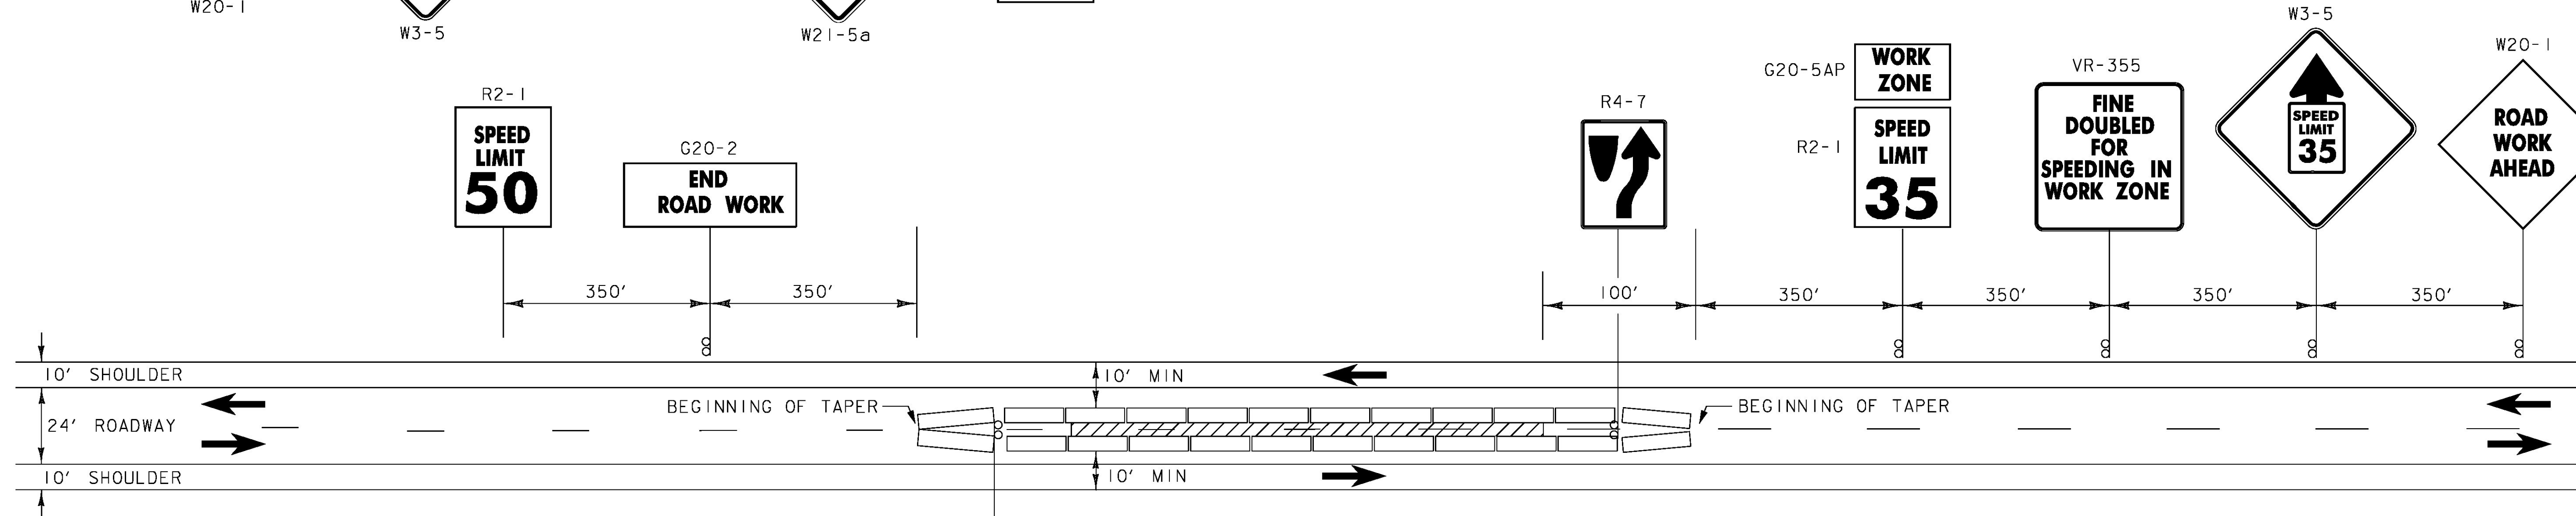 W20-1
W3-5
W21-5a
R2-1
SPEED
LIMIT
50
G20-2
END
ROAD WORK
R4-7
G20-5AP
WORK
ZONE
R2-1
SPEED
LIMIT
35
VR-355
FINE
DOUBLED
FOR
SPEEDING IN
WORK ZONE
W3-5
SPEED
LIMIT
35
W20-1
ROAD
WORK
AHEAD
350'
350'
100'
350'
350'
350'
350'
10' SHOULDER
10' MIN
24' ROADWAY
BEGINNING OF TAPER
BEGINNING OF TAPER
10' SHOULDER
10' MIN